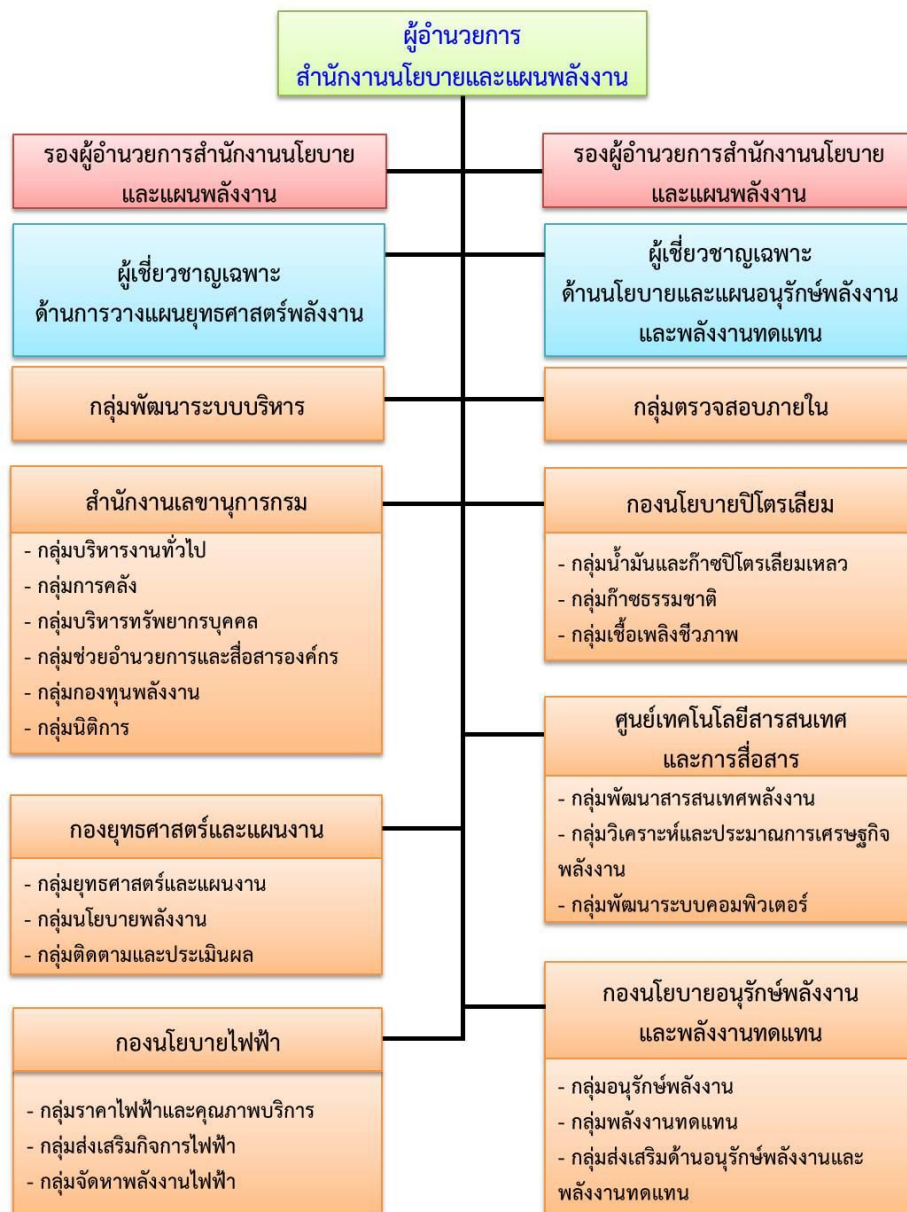 ผู้อำนวยการ
สำนักงานนโยบายและแผนพลังงาน
รองผู้อำนวยการสำนักงานนโยบาย
และแผนพลังงาน
รองผู้อำนวยการสำนักงานนโยบาย
และแผนพลังงาน
ผู้เชี่ยวชาญเฉพาะ
ด้านการวางแผนยุทธศาสตร์พลังงาน
ผู้เชี่ยวชาญเฉพาะ
ด้านนโยบายและแผนอนุรักษ์พลังงาน
และพลังงานทดแทน
กลุ่มพัฒนาระบบบริหาร
กลุ่มตรวจสอบภายใน
สำนักงานเลขานุการกรม
- กลุ่มบริหารงานทั่วไป
- กลุ่มการคลัง
- กลุ่มบริหารทรัพยากรบุคคล
- กลุ่มช่วยอำนวยการและสื่อสารองค์กร
- กลุ่มกองทุนพลังงาน
- กลุ่มนิติการ
กองนโยบายปิโตรเลียม
- กลุ่มน้ำมันและก๊าซปิโตรเลียมเหลว
- กลุ่มก๊าซธรรมชาติ
- กลุ่มเชื้อเพลิงชีวภาพ
ศูนย์เทคโนโลยีสารสนเทศ
และการสื่อสาร
- กลุ่มพัฒนาสารสนเทศพลังงาน
- กลุ่มวิเคราะห์และประมาณการเศรษฐกิจ
พลังงาน
- กลุ่มพัฒนาระบบคอมพิวเตอร์
กองยุทธศาสตร์และแผนงาน
- กลุ่มยุทธศาสตร์และแผนงาน
- กลุ่มนโยบายพลังงาน
- กลุ่มติดตามและประเมินผล
กองนโยบายอนุรักษ์พลังงาน
และพลังงานทดแทน
- กลุ่มอนุรักษ์พลังงาน
- กลุ่มพลังงานทดแทน
- กลุ่มส่งเสริมด้านอนุรักษ์พลังงานและ
พลังงานทดแทน
กองนโยบายไฟฟ้า
- กลุ่มราคาไฟฟ้าและคุณภาพบริการ
- กลุ่มส่งเสริมกิจการไฟฟ้า
- กลุ่มจัดหาพลังงานไฟฟ้า